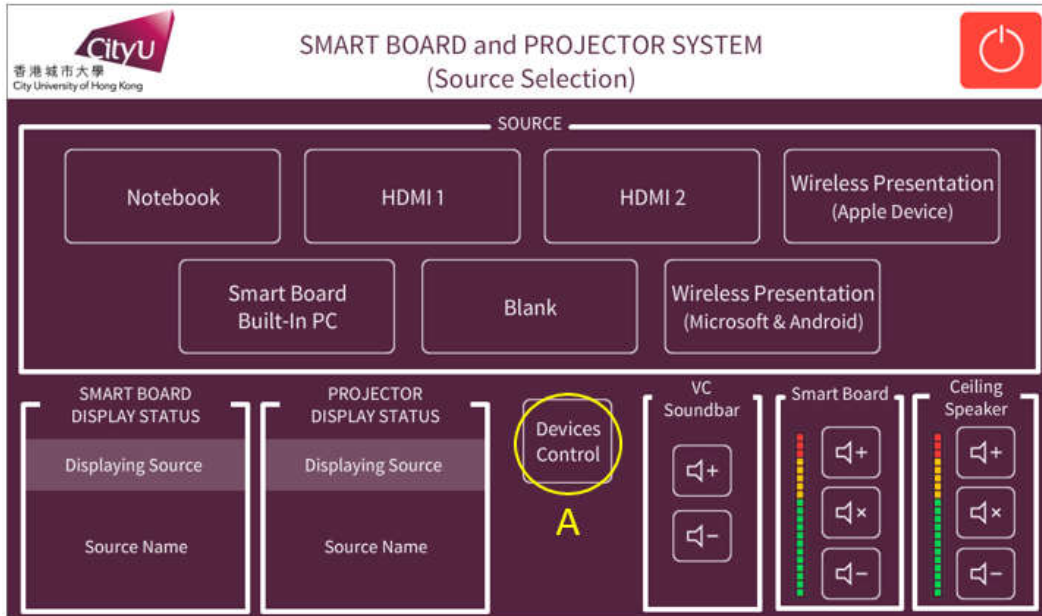 CityU
香港城市大學
City University of Hong Kong
SMART BOARD and PROJECTOR SYSTEM
(Source Selection)
SOURCE
Notebook
HDMI 1
HDMI 2
Wireless Presentation
(Apple Device)
Smart Board
Built-In PC
Blank
Wireless Presentation
(Microsoft & Android)
SMART BOARD
DISPLAY STATUS
Displaying Source
Source Name
PROJECTOR
DISPLAY STATUS
Displaying Source
Source Name
Devices
Control
A
VC
Soundbar
Smart Board
Ceiling
Speaker